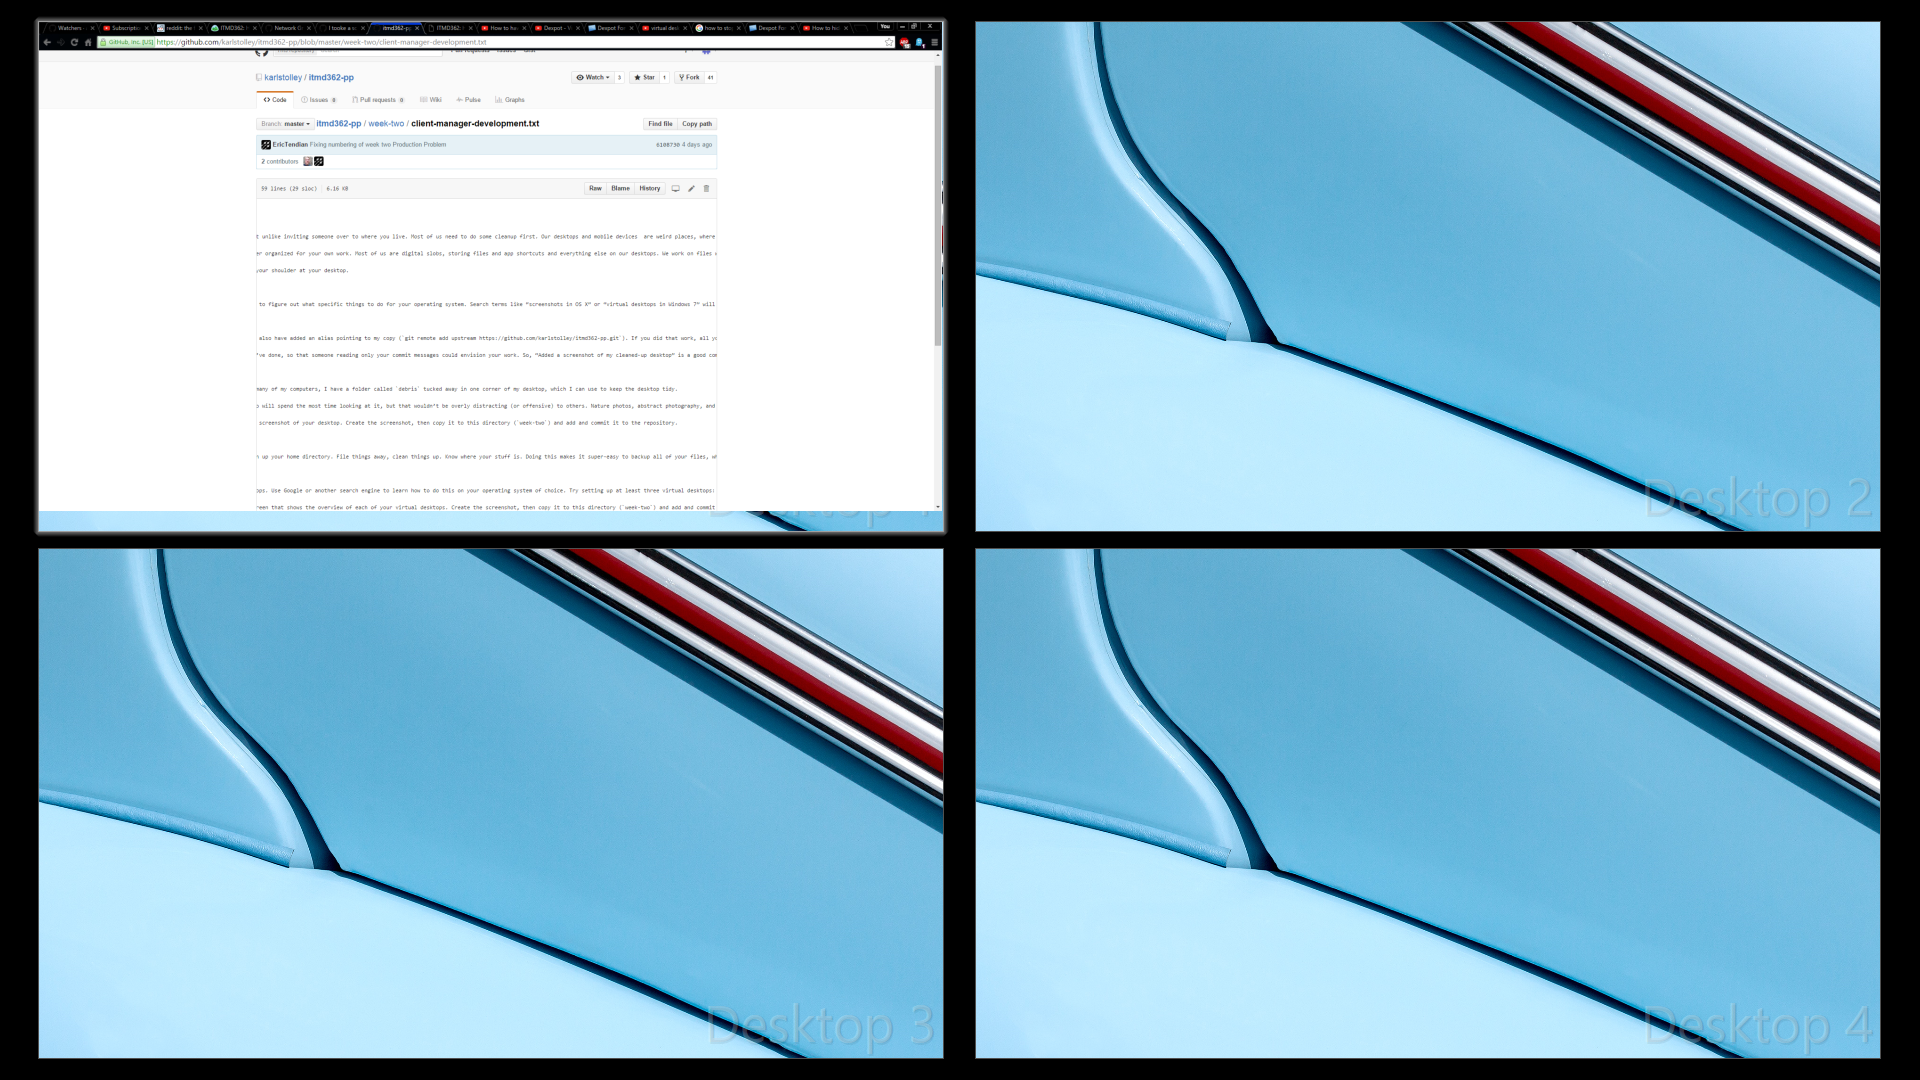 Watchers
Subscripti
reddit: the
ITMD362:
Network
I tooke a
itmd362-p
ITMD362:
How to
Dexpot - V
Dexpot
virtual des
how to
Dexpot
How to
You
GitHub, Inc. [US] https://github.com/karlstolley/itmd362-pp/blob/master/week-two/client-manager-development.txt
karlstolley / itmd362-pp
Watch 3 Star 1 Fork 41
Code Issues 0 Pull requests 0 Wiki Pulse Graphs
Branch: master itmd362-pp / week-two / client-manager-development.txt Find file Copy path
EricTendian Fixing numbering of week two Production Problem 6108730 4 days ago
2 contributors
59 lines (29 sloc) 6.16 KB Raw Blame History
t unlike inviting someone over to where you live. Most of us need to do some cleanup first. Our desktops and mobile devices are weird places, where
er organized for your own work. Most of us are digital slobs, storing files and app shortcuts and everything else on our desktops. We work on files
your shoulder at your desktop.
to figure out what specific things to do for your operating system. Search terms like "screenshots in OS X" or "virtual desktops in Windows 7" will
also have added an alias pointing to my copy (`git remote add upstream https://github.com/karlstolley/itmd362-pp.git`). If you did that work, all
've done, so that someone reading only your commit messages could envision your work. So, "Added a screenshot of my cleaned-up desktop" is a good
many of my computers, I have a folder called `debris` tucked away in one corner of my desktop, which I can use to keep the desktop tidy.
will spend the most time looking at it, but that wouldn't be overly distracting (or offensive) to others. Nature photos, abstract photography, and
screenshot of your desktop. Create the screenshot, then copy it to this directory (`week-two`) and add and commit it to the repository.
up your home directory. File things away, clean things up. Know where your stuff is. Doing this makes it super-easy to backup all of your files,
ops. Use Google or another search engine to learn how to do this on your operating system of choice. Try setting up at least three virtual desktops:
reen that shows the overview of each of your virtual desktops. Create the screenshot, then copy it to this directory (`week-two`) and add and commit
Desktop 2
Desktop 3
Desktop 4